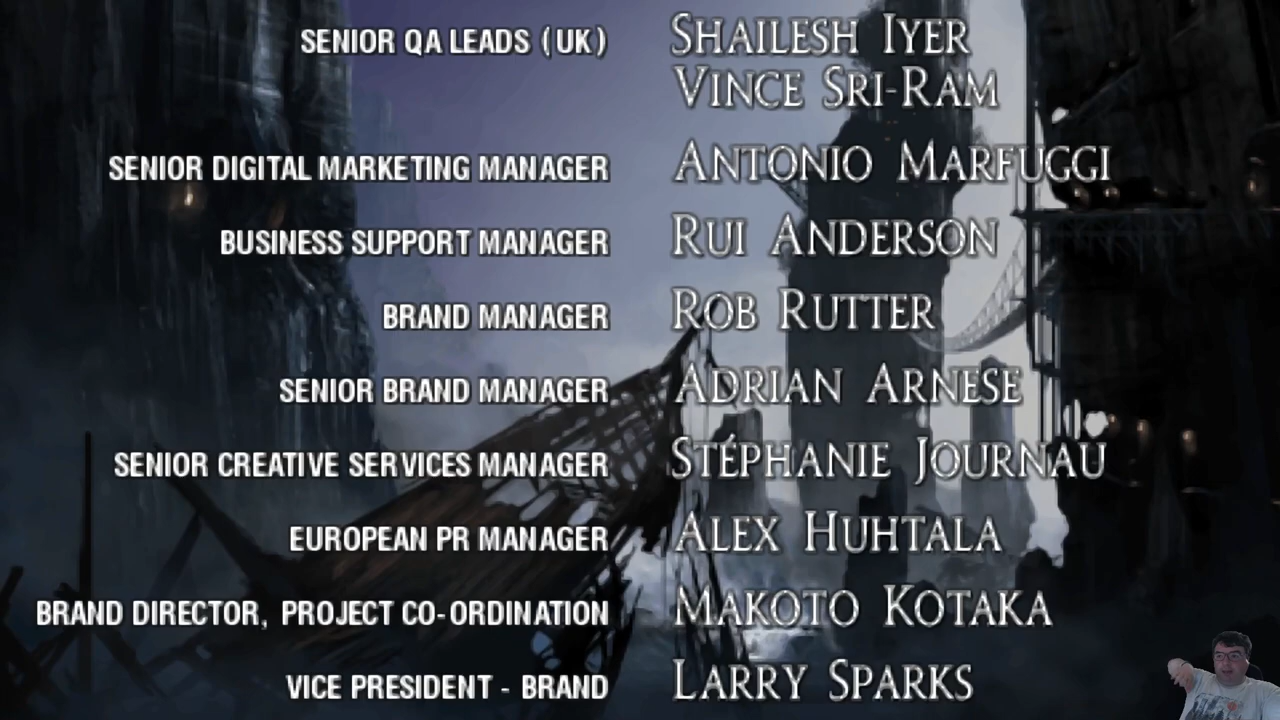 SENIOR QA LEADS (UK) SHAILESH IYER
VINCE SRI-RAM
SENIOR DIGITAL MARKETING MANAGER ANTONIO MARFUGGI
BUSINESS SUPPORT MANAGER RUI ANDERSON
BRAND MANAGER ROB RUTTER
SENIOR BRAND MANAGER ADRIAN ARNESE
SENIOR CREATIVE SERVICES MANAGER STÉPHANIE JOURNAU
EUROPEAN PR MANAGER ALEX HUHTALA
BRAND DIRECTOR, PROJECT CO-ORDINATION MAKOTO KOTAKA
VICE PRESIDENT - BRAND LARRY SPARKS